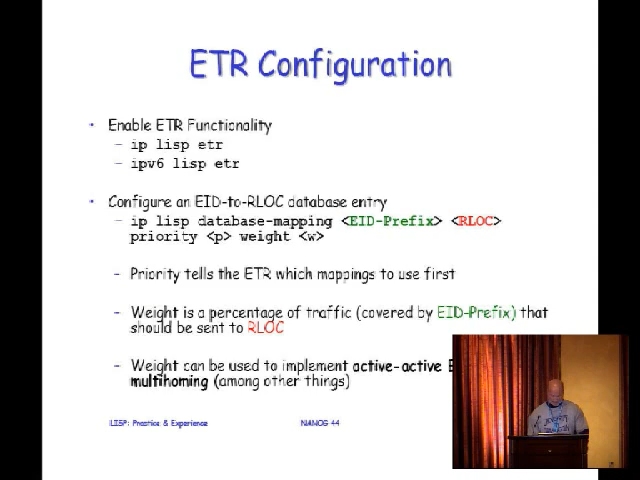 ETR Configuration
• Enable ETR Functionality
– ip lisp etr
– ipv6 lisp etr
• Configure an EID-to-RLOC database entry
– ip lisp database-mapping <EID-Prefix> <RLOC>
priority <p> weight <w>
– Priority tells the ETR which mappings to use first
– Weight is a percentage of traffic (covered by EID-Prefix) that
should be sent to RLOC
– Weight can be used to implement active-active
multihoming (among other things)
LISP: Practice & Experience
NANOG 44